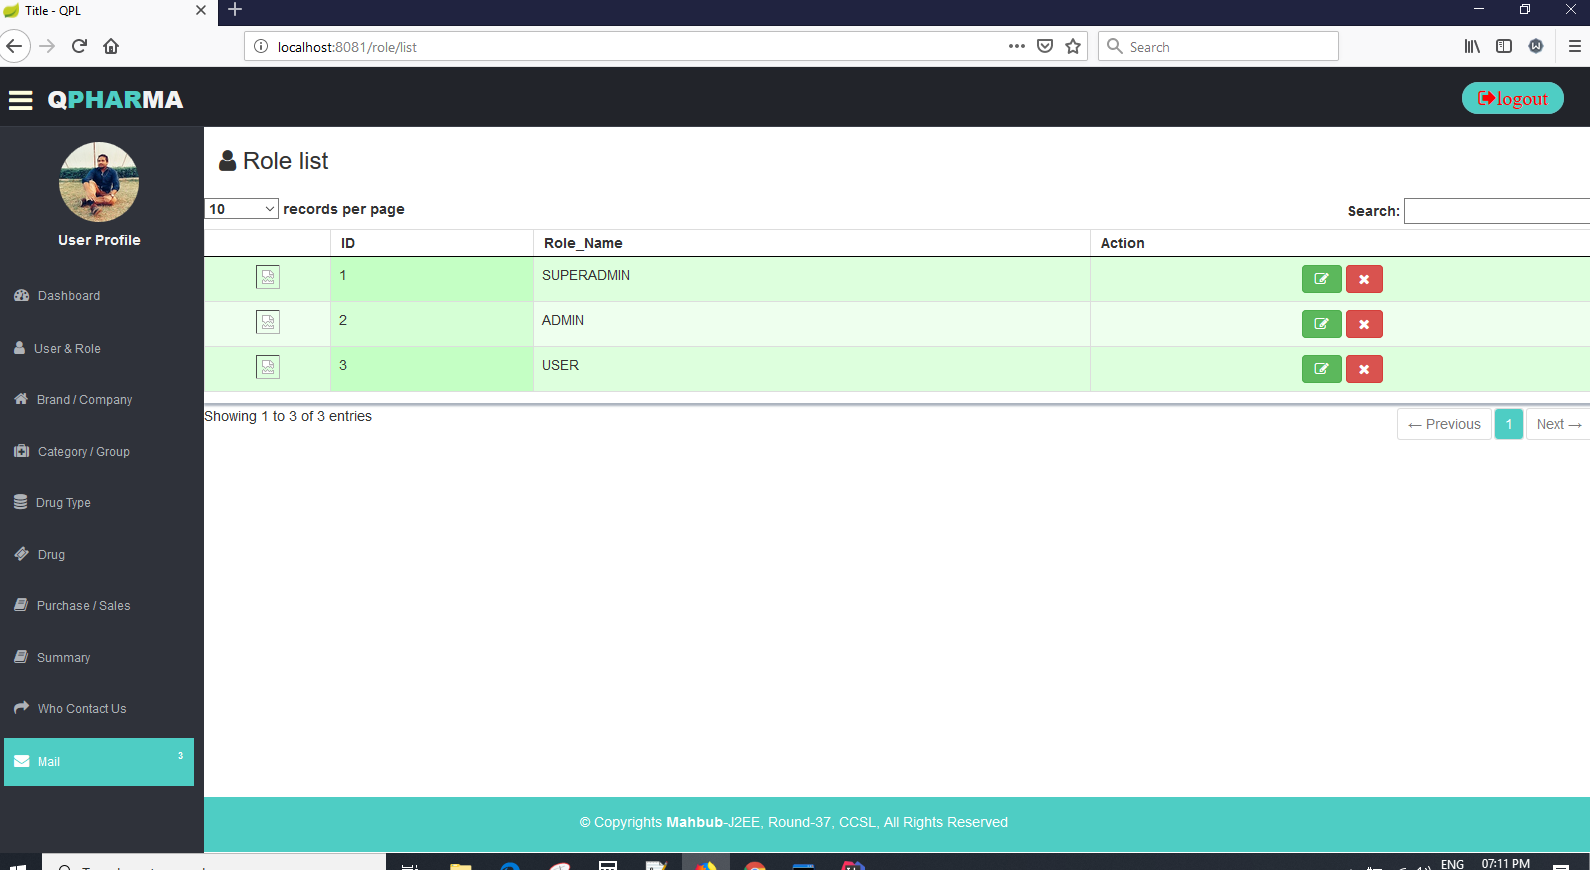 Title - QPL
localhost:8081/role/list
Search
QPHARMA
logout
User Profile
Dashboard
User & Role
Brand / Company
Category / Group
Drug Type
Drug
Purchase / Sales
Summary
Who Contact Us
Mail 3
Role list
10 records per page
Search:
ID Role_Name Action
1 SUPERADMIN
2 ADMIN
3 USER
Showing 1 to 3 of 3 entries
← Previous 1 Next →
© Copyrights Mahbub-J2EE, Round-37, CCSL, All Rights Reserved
ENG 07:11 PM